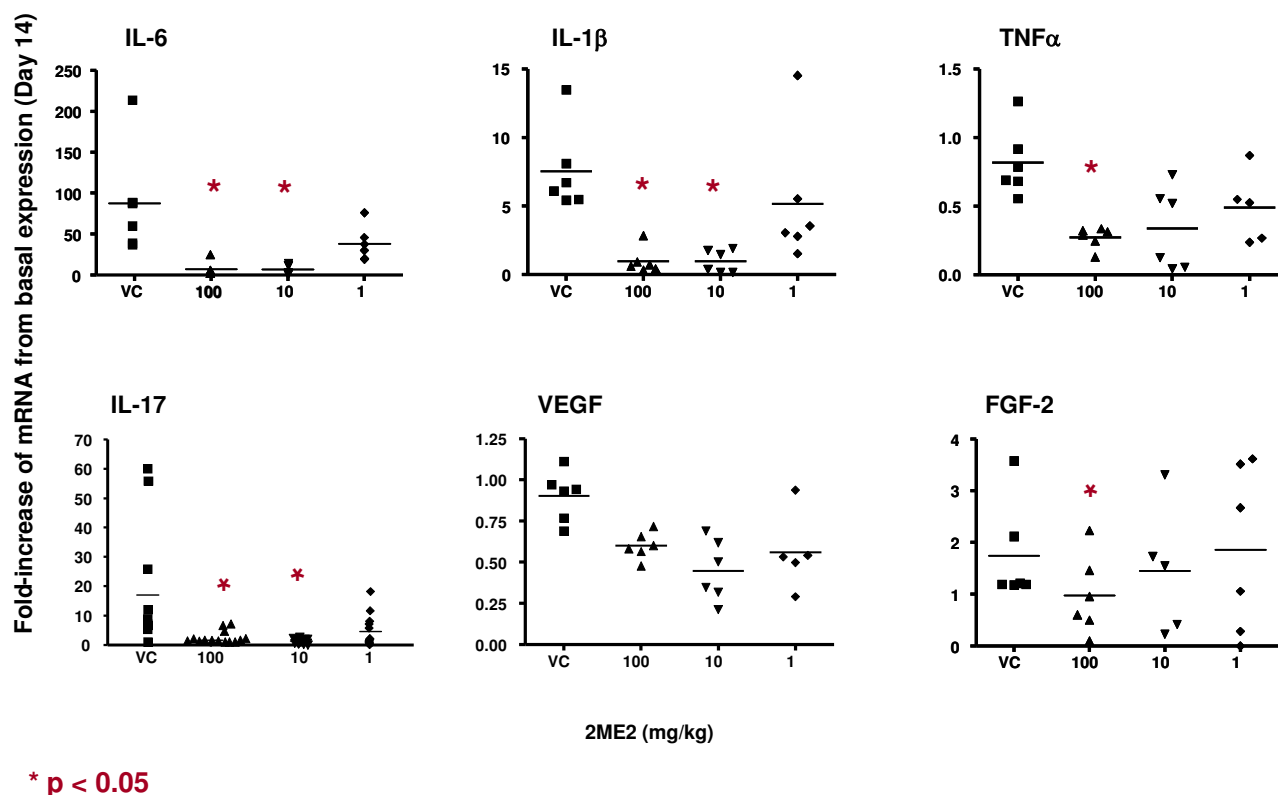 Fold-increase of mRNA from basal expression (Day 14)
IL-6
250
200
150
100
50
0
* *
VC 100 10 1
IL-1β
15
10
5
0
* *
VC 100 10 1
TNFα
1.5
1.0
0.5
0.0
*
VC 100 10 1
IL-17
70
60
50
40
30
20
10
0
* *
VC 100 10 1
VEGF
1.25
1.00
0.75
0.50
0.25
0.00
VC 100 10 1
FGF-2
4
3
2
1
0
*
VC 100 10 1
2ME2 (mg/kg)
* p < 0.05